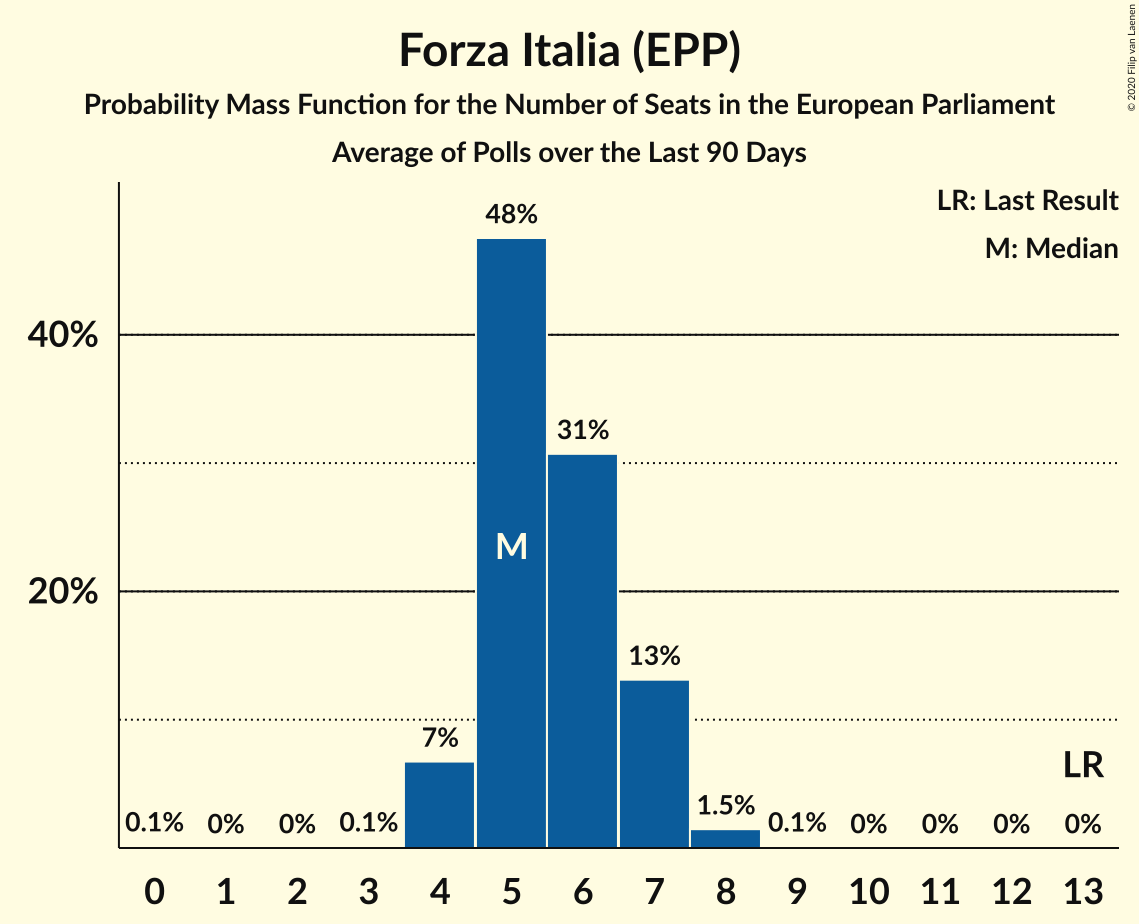 Forza Italia (EPP)
Probability Mass Function for the Number of Seats in the European Parliament
Average of Polls over the Last 90 Days
© 2020 Filip van Laenen
LR: Last Result
M: Median
48%
40%
31%
M
20%
13%
7%
LR
1.5%
0.1% 0% 0% 0.1% 0.1% 0% 0% 0% 0%
0 1 2 3 4 5 6 7 8 9 10 11 12 13